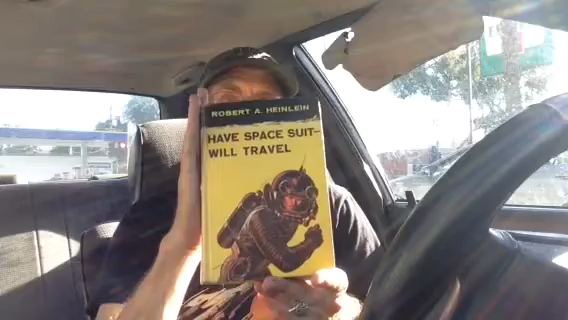 ROBERT A. HEINLEIN
HAVE SPACE SUIT—
WILL TRAVEL